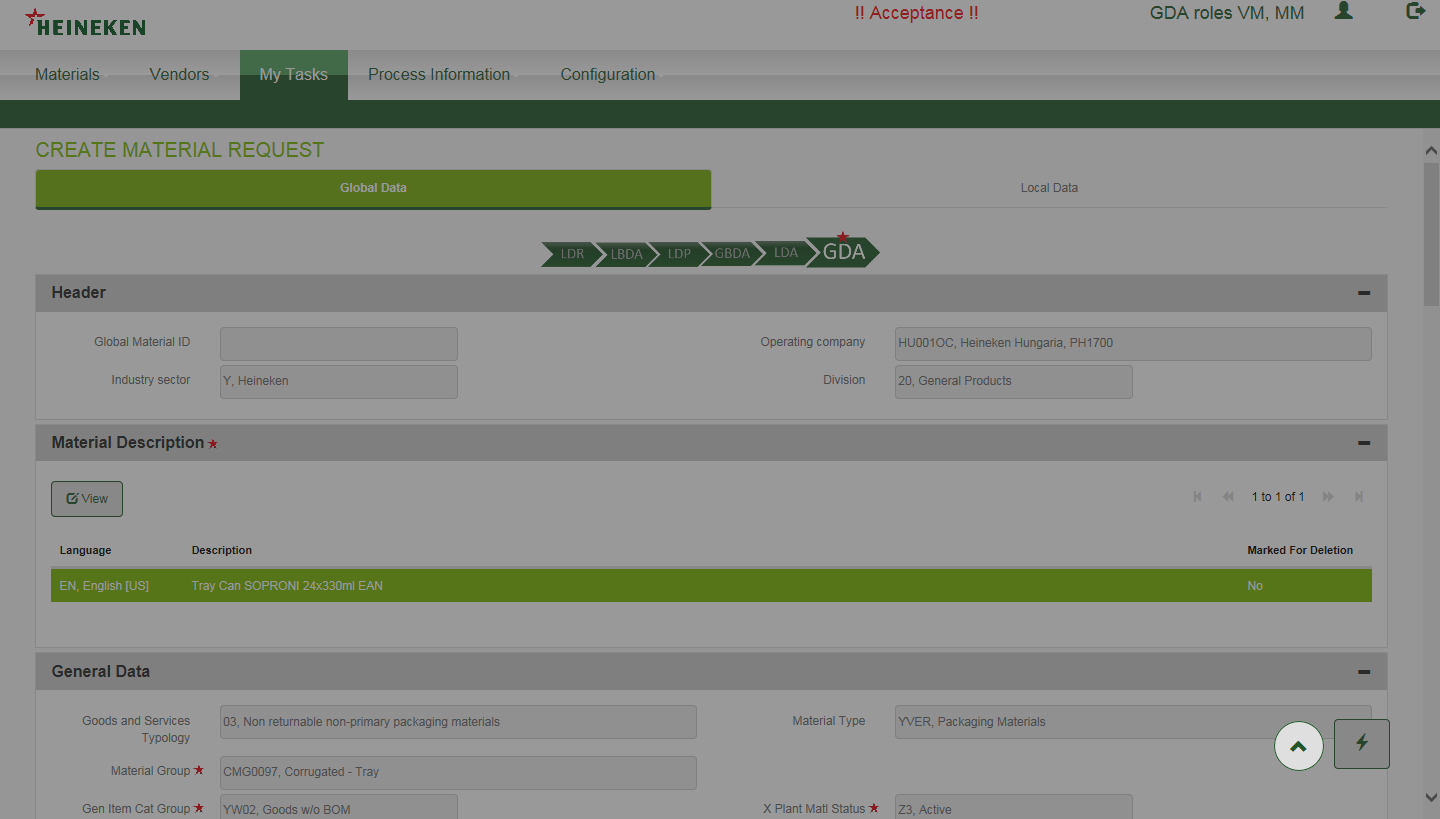 HEINEKEN
!! Acceptance !!
GDA roles VM, MM
Materials
Vendors
My Tasks
Process Information
Configuration
CREATE MATERIAL REQUEST
Global Data
Local Data
LDR
LBDA
LDP
GBDA
LDA
GDA
Header
Global Material ID
Operating company
HU001OC, Heineken Hungaria, PH1700
Industry sector
Y, Heineken
Division
20, General Products
Material Description
View
1 to 1 of 1
Language
Description
Marked For Deletion
EN, English [US]
Tray Can SOPRONI 24x330ml EAN
No
General Data
Goods and Services
Typology
03, Non returnable non-primary packaging materials
Material Type
YVER, Packaging Materials
Material Group
CMG0097, Corrugated - Tray
Gen Item Cat Group
YW02, Goods w/o BOM
X Plant Matl Status
Z3, Active